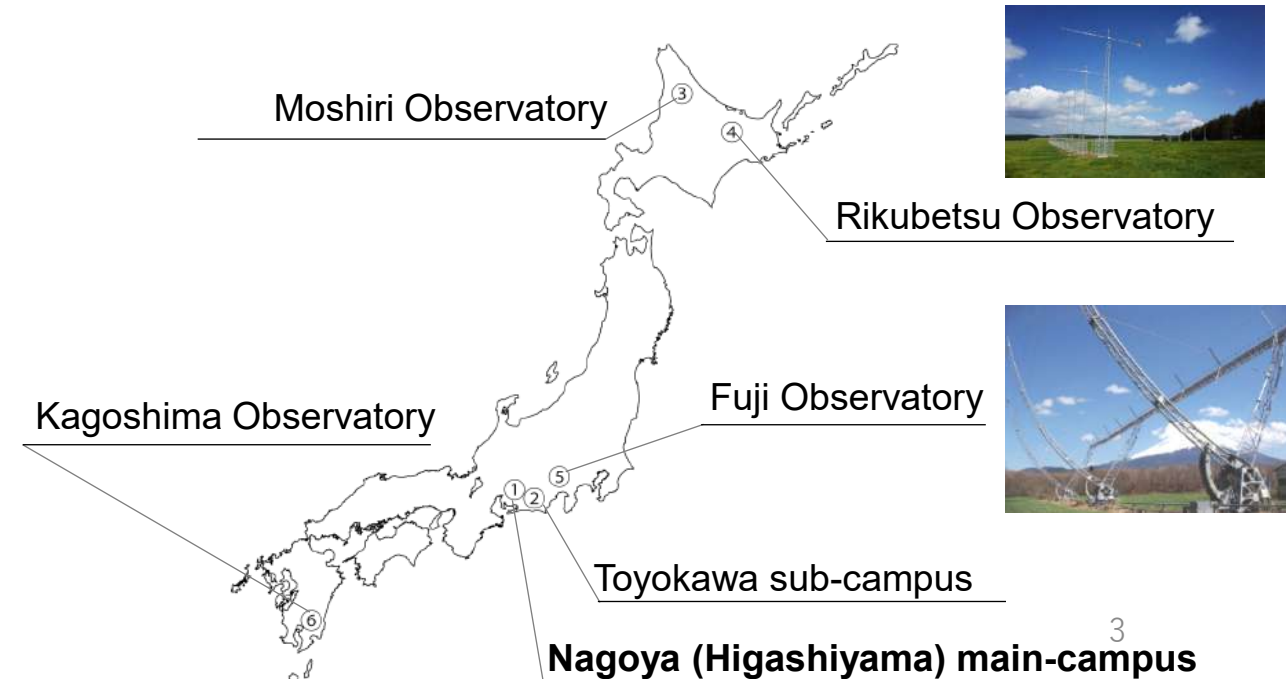 Moshiri Observatory
③
④
Rikubetsu Observatory
Fuji Observatory
Kagoshima Observatory
⑤
①
②
Toyokawa sub-campus
⑥
3
Nagoya (Higashiyama) main-campus